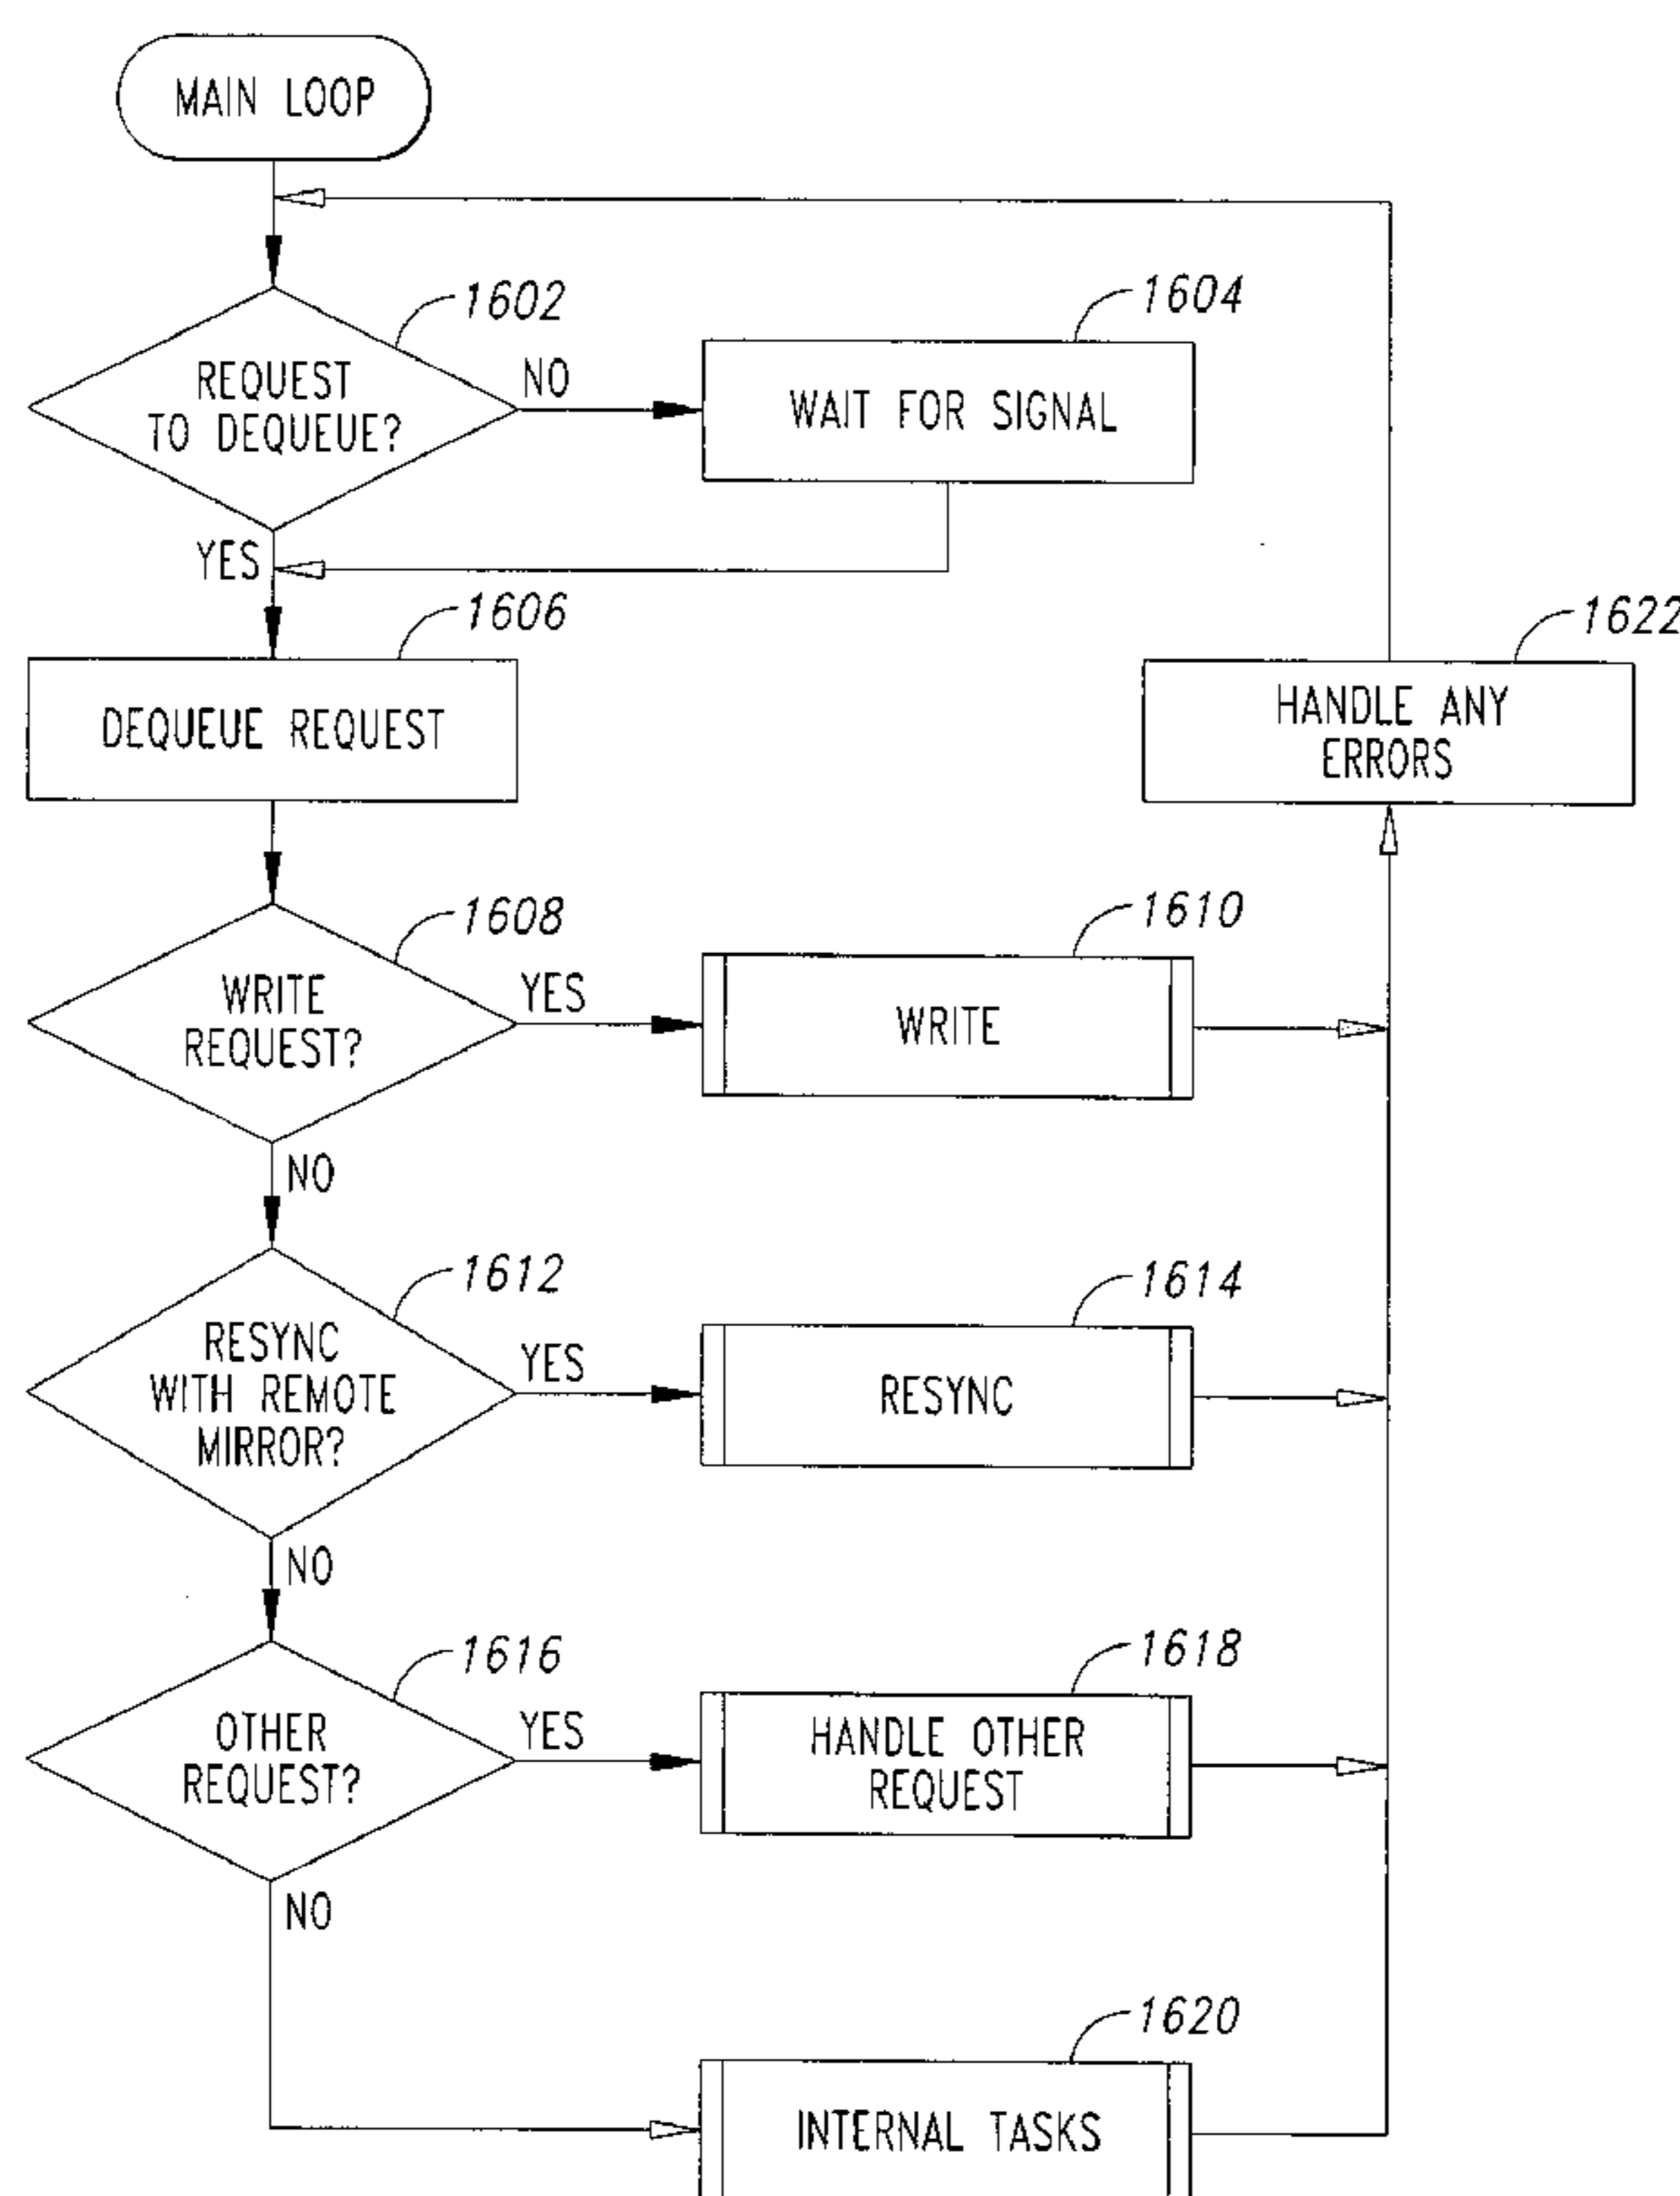 MAIN LOOP
1602
REQUEST
TO DEQUEUE?
NO
1604
WAIT FOR SIGNAL
YES
1606
DEQUEUE REQUEST
1622
HANDLE ANY
ERRORS
1608
WRITE
REQUEST?
YES
1610
WRITE
NO
1612
RESYNC
WITH REMOTE
MIRROR?
YES
1614
RESYNC
NO
1616
OTHER
REQUEST?
YES
1618
HANDLE OTHER
REQUEST
NO
1620
INTERNAL TASKS